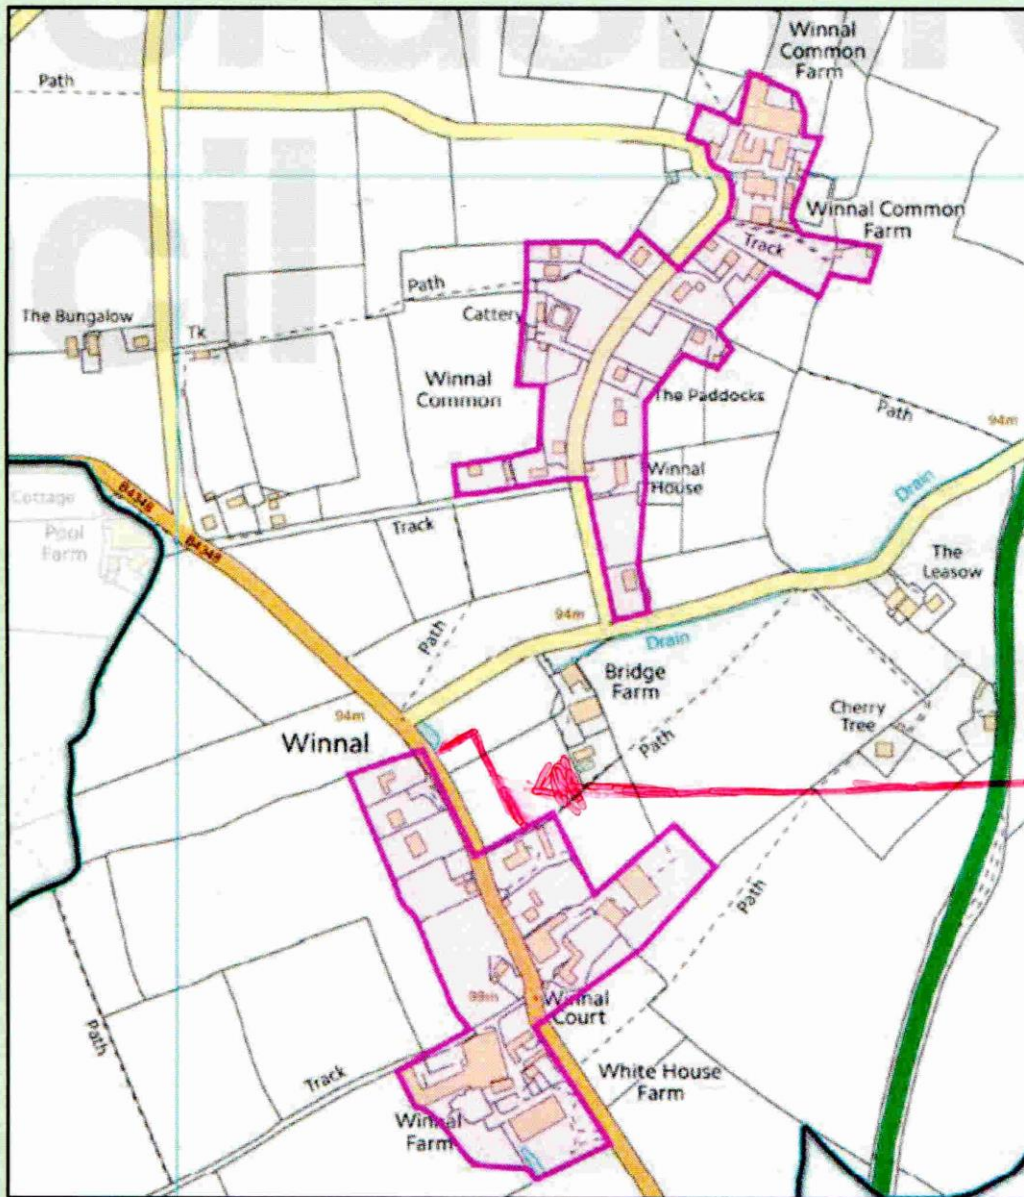 Winnal
Common
Farm
Path
Winnal Common
Farm
Track
Path
The Bungalow
Tk
Cattery
Winnal
Common
The Paddocks
Path
94m
Cottage
B4348
Winnal
House
Drain
Pool
Farm
B4348
Track
The
Leasow
94m
Path
Drain
Bridge
Farm
Cherry
Tree
94m
Winnal
Path
Path
99m
Winnal
Court
Path
Track
White House
Farm
Winnal
Farm